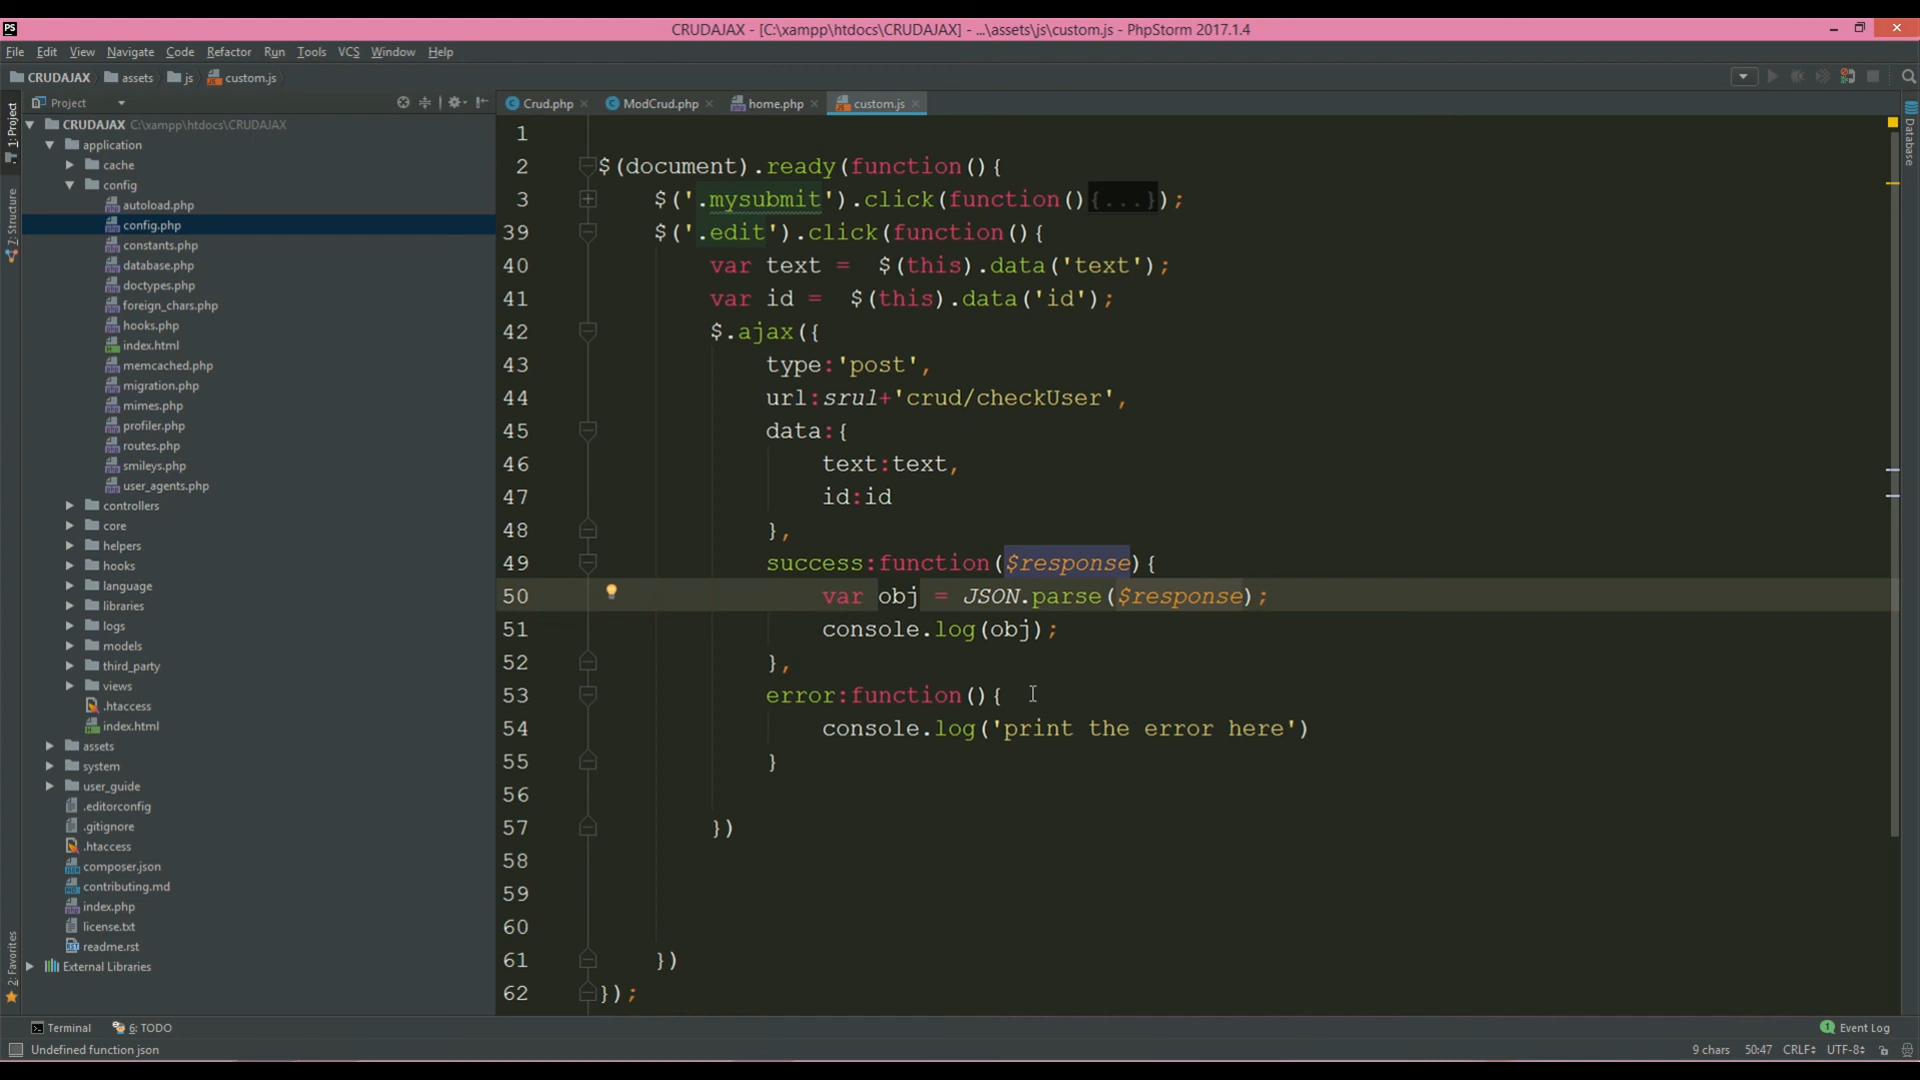 PS
CRUDAJAX - [C:\xampp\htdocs\CRUDAJAX] - ...\assets\js\custom.js - PhpStorm 2017.1.4
File Edit View Navigate Code Refactor Run Tools VCS Window Help
CRUDAJAX assets js custom.js
1: Project
Z: Structure
2: Favorites
Project
CRUDAJAX C:\xampp\htdocs\CRUDAJAX
application
cache
config
autoload.php
config.php
constants.php
database.php
doctypes.php
foreign_chars.php
hooks.php
index.html
memcached.php
migration.php
mimes.php
profiler.php
routes.php
smileys.php
user_agents.php
controllers
core
helpers
hooks
language
libraries
logs
models
third_party
views
.htaccess
index.html
assets
system
user_guide
.editorconfig
.gitignore
.htaccess
composer.json
contributing.md
index.php
license.txt
readme.rst
External Libraries
Crud.php ModCrud.php home.php custom.js
1
2 $(document).ready(function(){
3 $('.mysubmit').click(function(){...});
39 $('.edit').click(function(){
40 var text =  $(this).data('text');
41 var id =  $(this).data('id');
42 $.ajax({
43 type:'post',
44 url:srul+'crud/checkUser',
45 data:{
46 text:text,
47 id:id
48 },
49 success:function($response){
50 var obj = JSON.parse($response);
51 console.log(obj);
52 },
53 error:function(){
54 console.log('print the error here')
55 }
56
57 })
58
59
60
61 })
62 });
Database
Terminal 6: TODO
1 Event Log
Undefined function json
9 chars 50:47 CRLF UTF-8